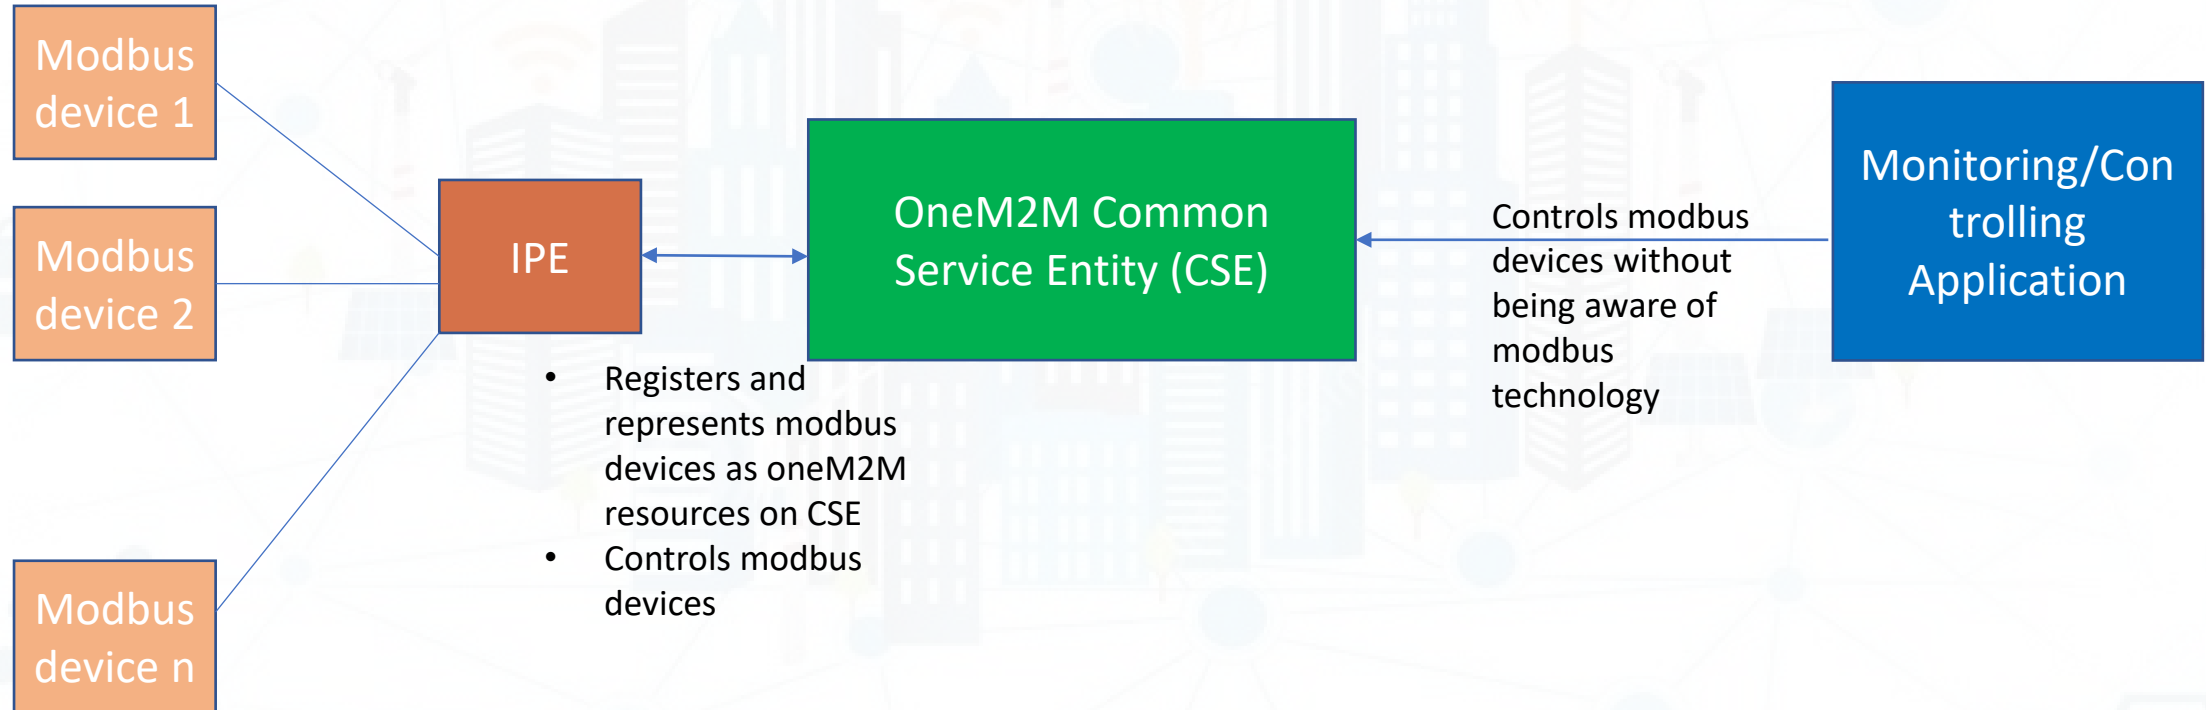 Modbus
device 1
Modbus
device 2
Modbus
device n
IPE
• Registers and
represents modbus
devices as oneM2M
resources on CSE
• Controls modbus
devices
OneM2M Common
Service Entity (CSE)
Controls modbus
devices without
being aware of
modbus
technology
Monitoring/Con
trolling
Application